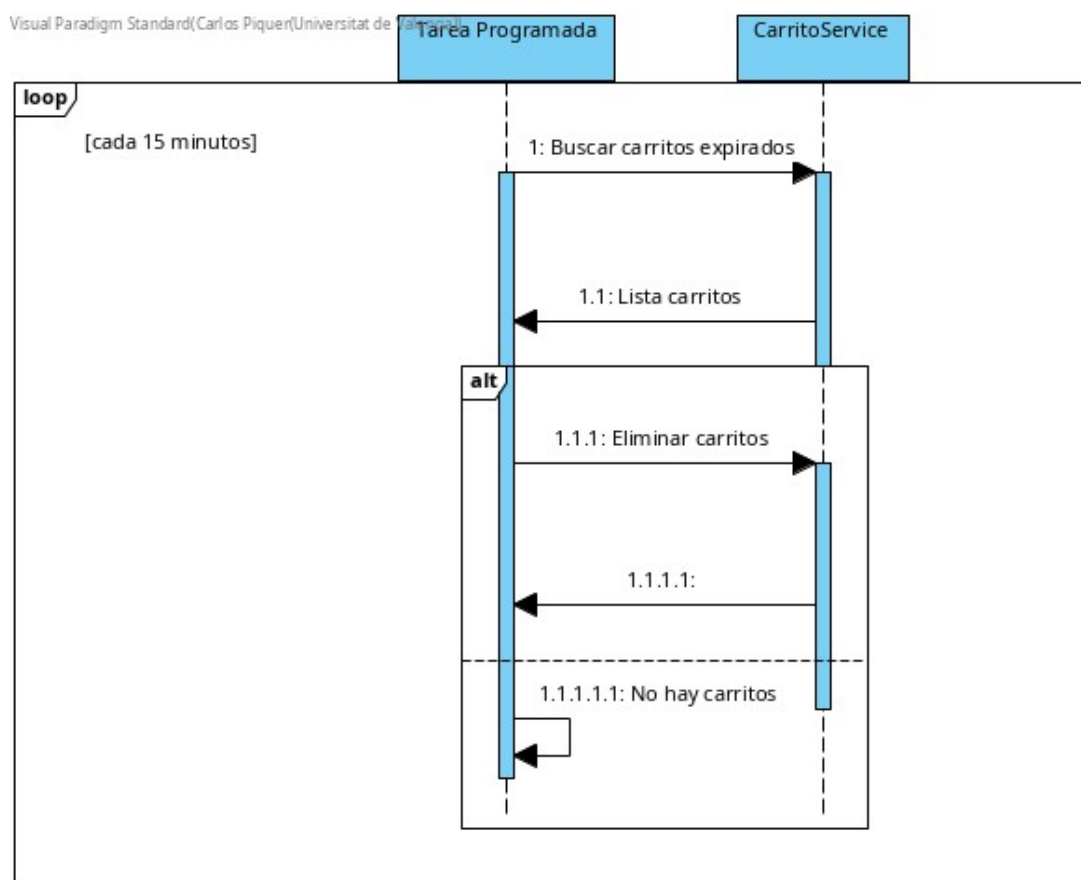 Visual Paradigm Standard(Carlos Piquer(Universitat de
Tarea Programada
CarritoService
loop
[cada 15 minutos]
1: Buscar carritos expirados
1.1: Lista carritos
alt
1.1.1: Eliminar carritos
1.1.1.1:
1.1.1.1.1: No hay carritos